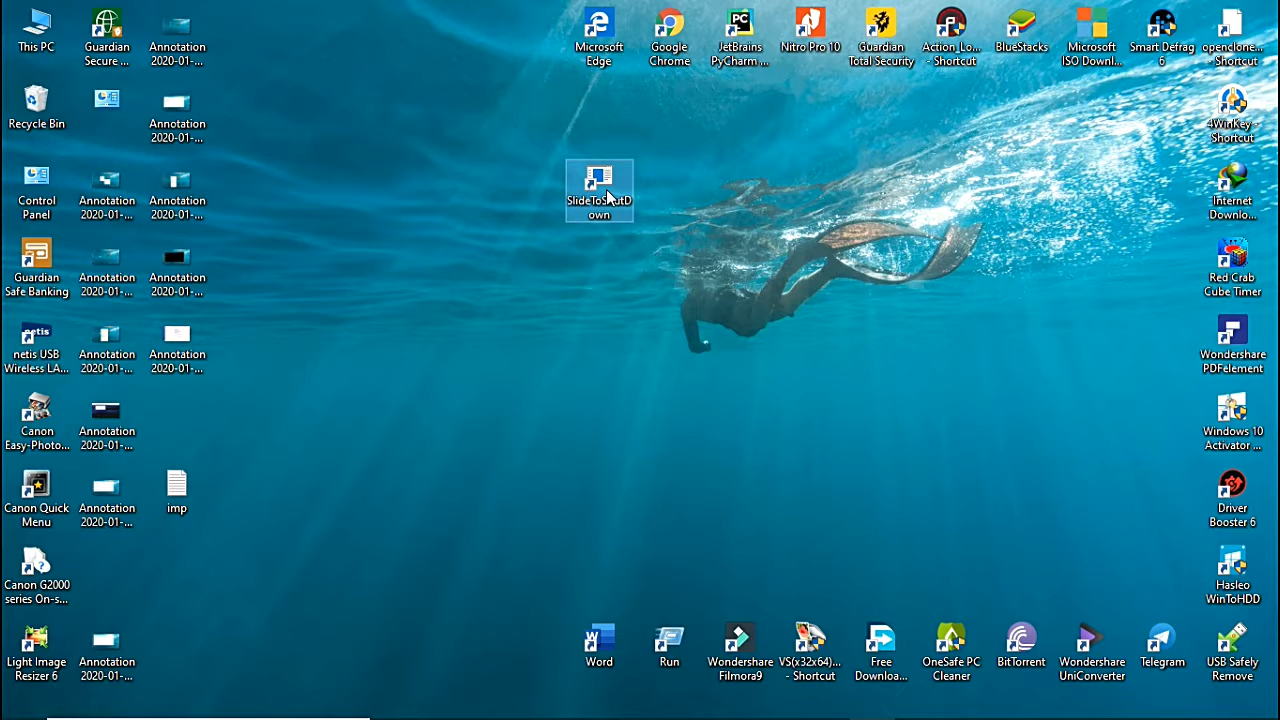 This PC
Guardian
Secure ...
Annotation
2020-01-...
Microsoft
Edge
Google
Chrome
JetBrains
PyCharm ...
Nitro Pro 10
Guardian
Total Security
Action_Lo...
- Shortcut
BlueStacks
Microsoft
ISO Downl...
Smart Defrag
6
openclone...
- Shortcut
Recycle Bin
Annotation
2020-01-...
4WinKey -
Shortcut
Control
Panel
Annotation
2020-01-...
Annotation
2020-01-...
SlideToShutD
own
Internet
Downlo...
Guardian
Safe Banking
Annotation
2020-01-...
Annotation
2020-01-...
Red Crab
Cube Timer
netis
netis USB
Wireless LA...
Annotation
2020-01-...
Annotation
2020-01-...
Wondershare
PDFelement
Canon
Easy-Photo...
Annotation
2020-01-...
Windows 10
Activator ...
Canon Quick
Menu
Annotation
2020-01-...
imp
Driver
Booster 6
Canon G2000
series On-s...
Hasleo
WinToHDD
Light Image
Resizer 6
Annotation
2020-01-...
Word
Run
Wondershare
Filmora9
VS(x32x64)...
- Shortcut
Free
Downloa...
OneSafe PC
Cleaner
BitTorrent
Wondershare
UniConverter
Telegram
USB Safely
Remove